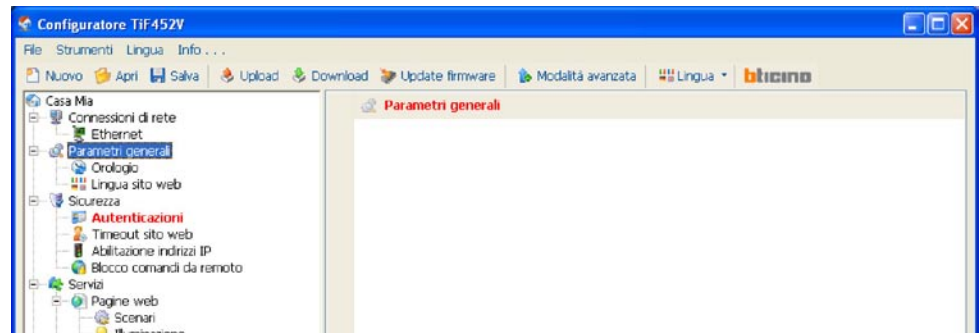 Configuratore TiF452V
File Strumenti Lingua Info . . .
Nuovo Apri Salva Upload Download Update firmware Modalità avanzata Lingua bticino
Casa Mia
Parametri generali
Connessioni di rete
Ethernet
Parametri generali
Orologio
Lingua sito web
Sicurezza
Autenticazioni
Timeout sito web
Abilitazione indirizzi IP
Blocco comandi da remoto
Servizi
Pagine web
Scenari